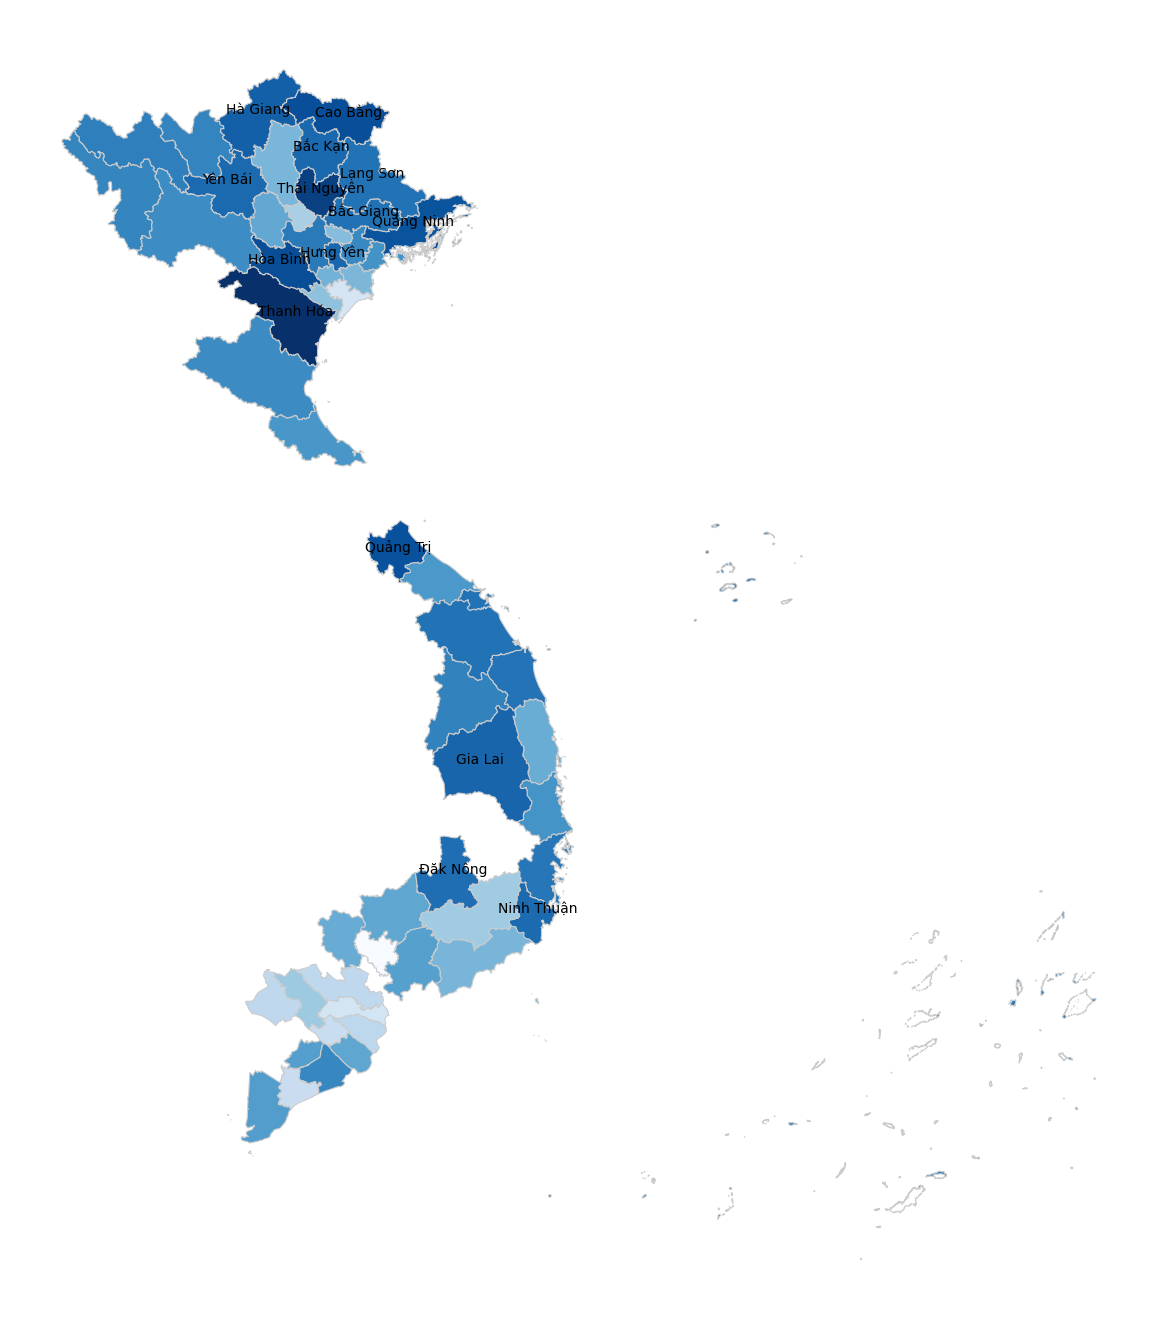 Hà Giang
Cao Bằng
Bắc Kạn
Lạng Sơn
Yên Bái
Thái Nguyên
Bắc Giang
Quảng Ninh
Hưng Yên
Hòa Bình
Thanh Hóa
Quảng Trị
Gia Lai
Đăk Nông
Ninh Thuận